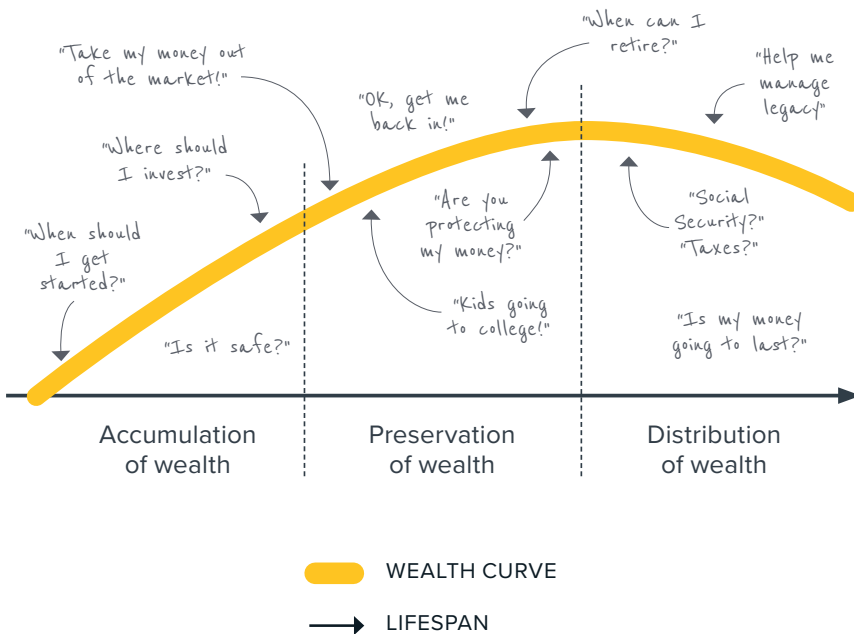 "When can I
retire?"
"Take my money out
of the market!"
"Help me
manage
legacy"
"OK, get me
back in!"
"Where should
I invest?"
"Are you
protecting
my money?"
"Social
Security?"
"Taxes?"
"When should
I get
started?"
"Kids going
to college!"
"Is it safe?"
"Is my money
going to last?"
Accumulation
of wealth
Preservation
of wealth
Distribution
of wealth
WEALTH CURVE
LIFESPAN